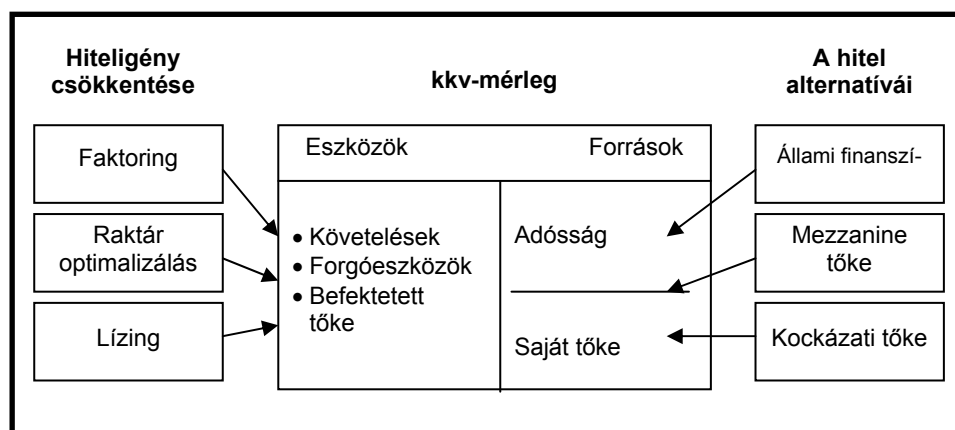 Hiteligény
csökkentése
kkv-mérleg
A hitel
alternatívái
Faktoring
Raktár
optimalizálás
Lízing
Eszközök
Források
• Követelések
• Forgóeszközök
• Befektetett
tőke
Adósság
Saját tőke
Állami finanszí-
Mezzanine
tőke
Kockázati tőke